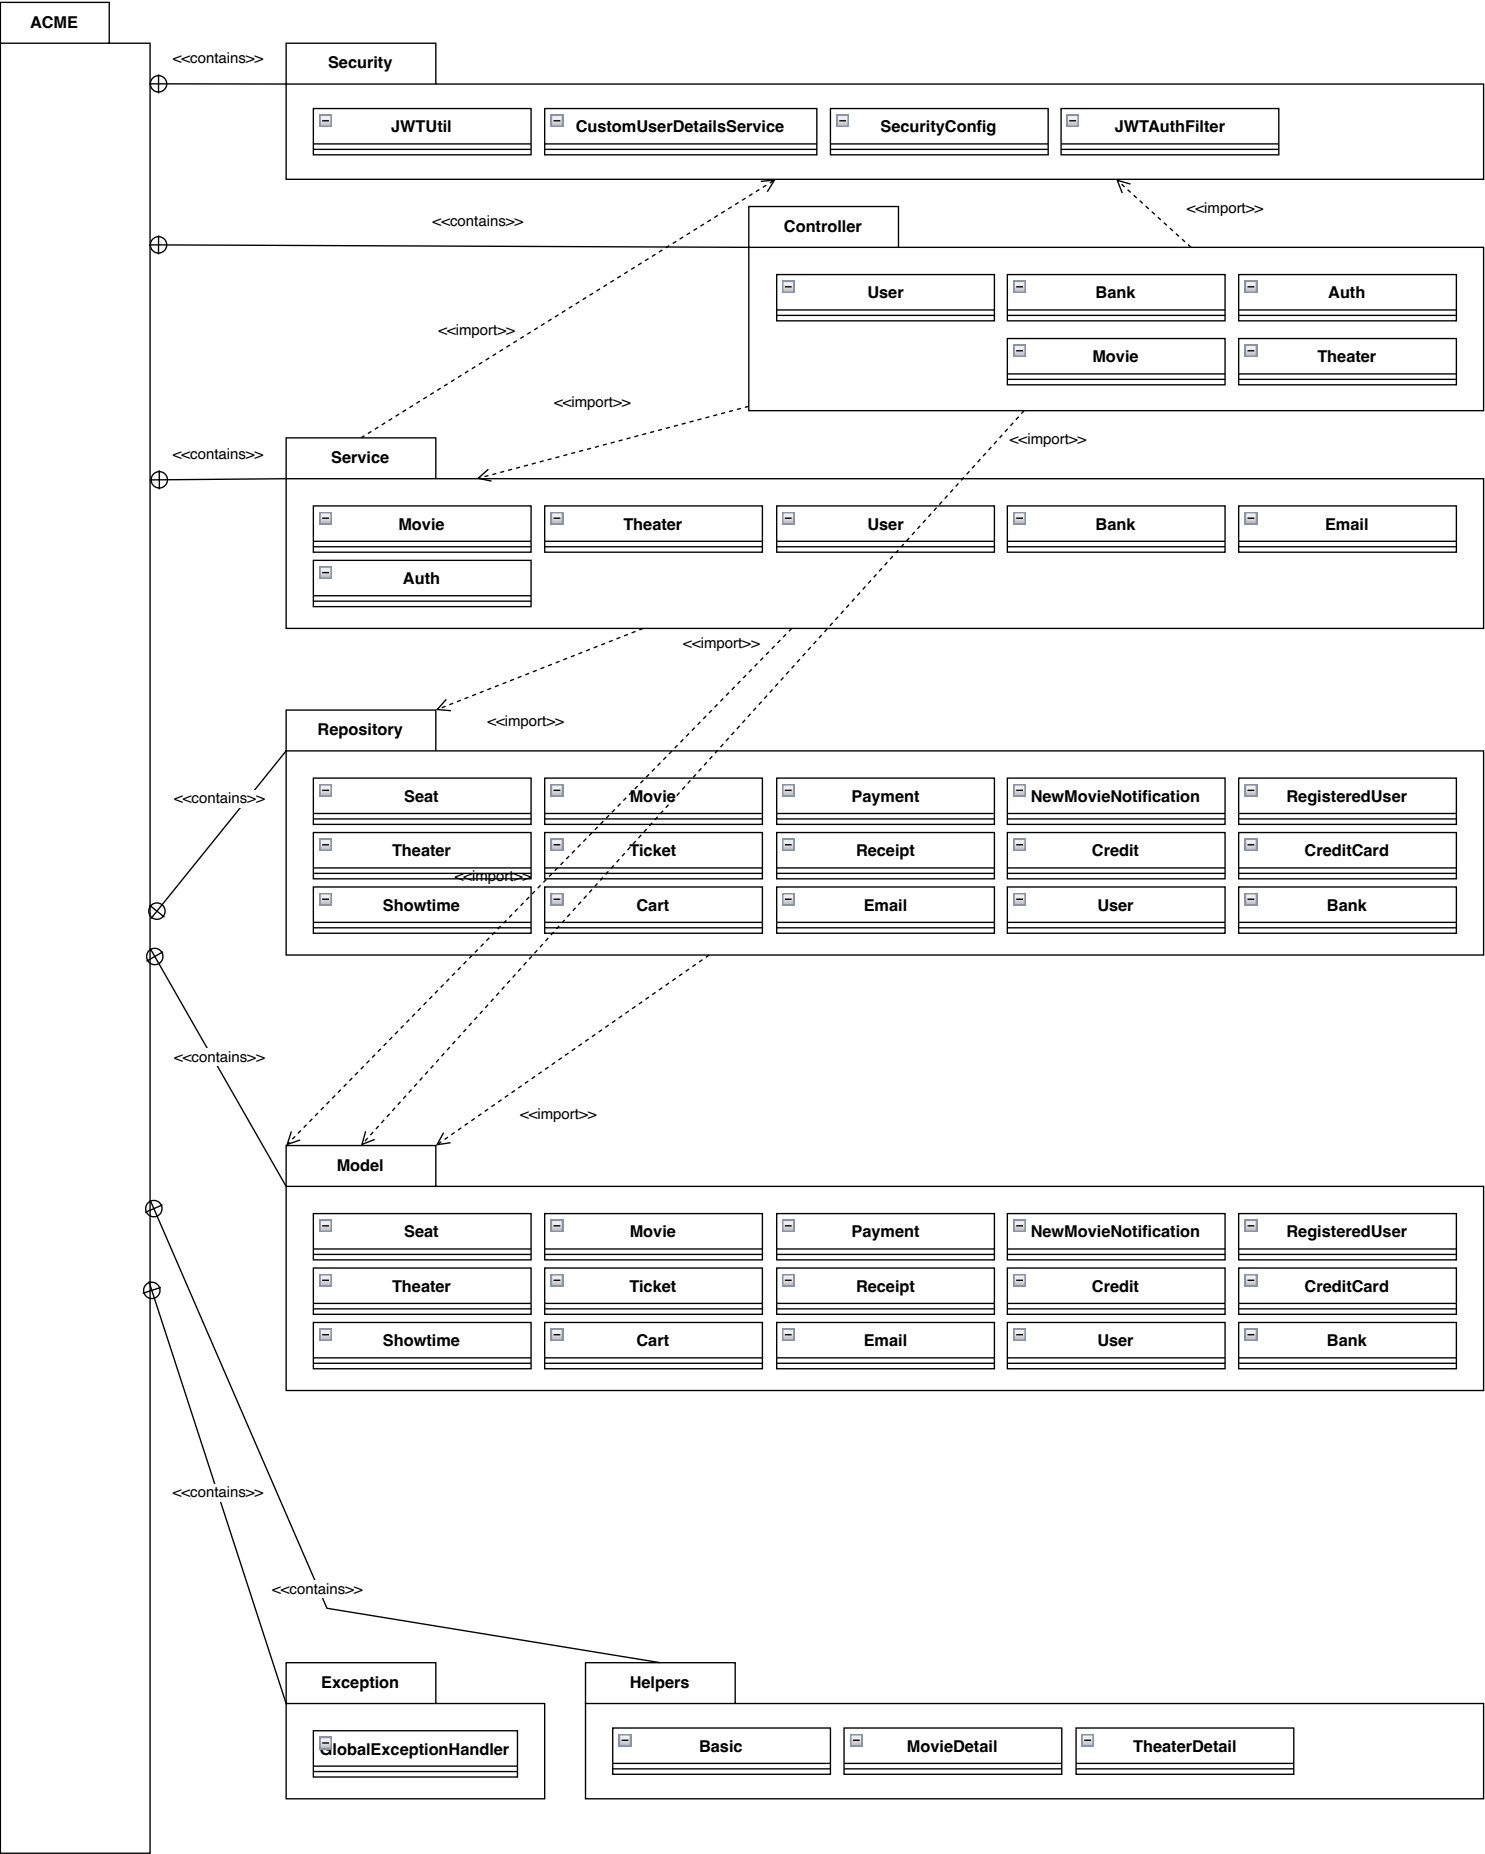 ACME
<<contains>>
Security
JWTUtil
CustomUserDetailsService
SecurityConfig
JWTAuthFilter
<<contains>>
<<import>>
Controller
User
Bank
Auth
<<import>>
Movie
Theater
<<import>>
<<import>>
<<contains>>
Service
Movie
Theater
User
Bank
Email
Auth
<<import>>
<<import>>
Repository
<<contains>>
Seat
Movie
Payment
NewMovieNotification
RegisteredUser
Theater
Ticket
Receipt
Credit
CreditCard
<<import>>
Showtime
Cart
Email
User
Bank
<<contains>>
<<import>>
Model
Seat
Movie
Payment
NewMovieNotification
RegisteredUser
Theater
Ticket
Receipt
Credit
CreditCard
Showtime
Cart
Email
User
Bank
<<contains>>
<<contains>>
Exception
Helpers
GlobalExceptionHandler
Basic
MovieDetail
TheaterDetail